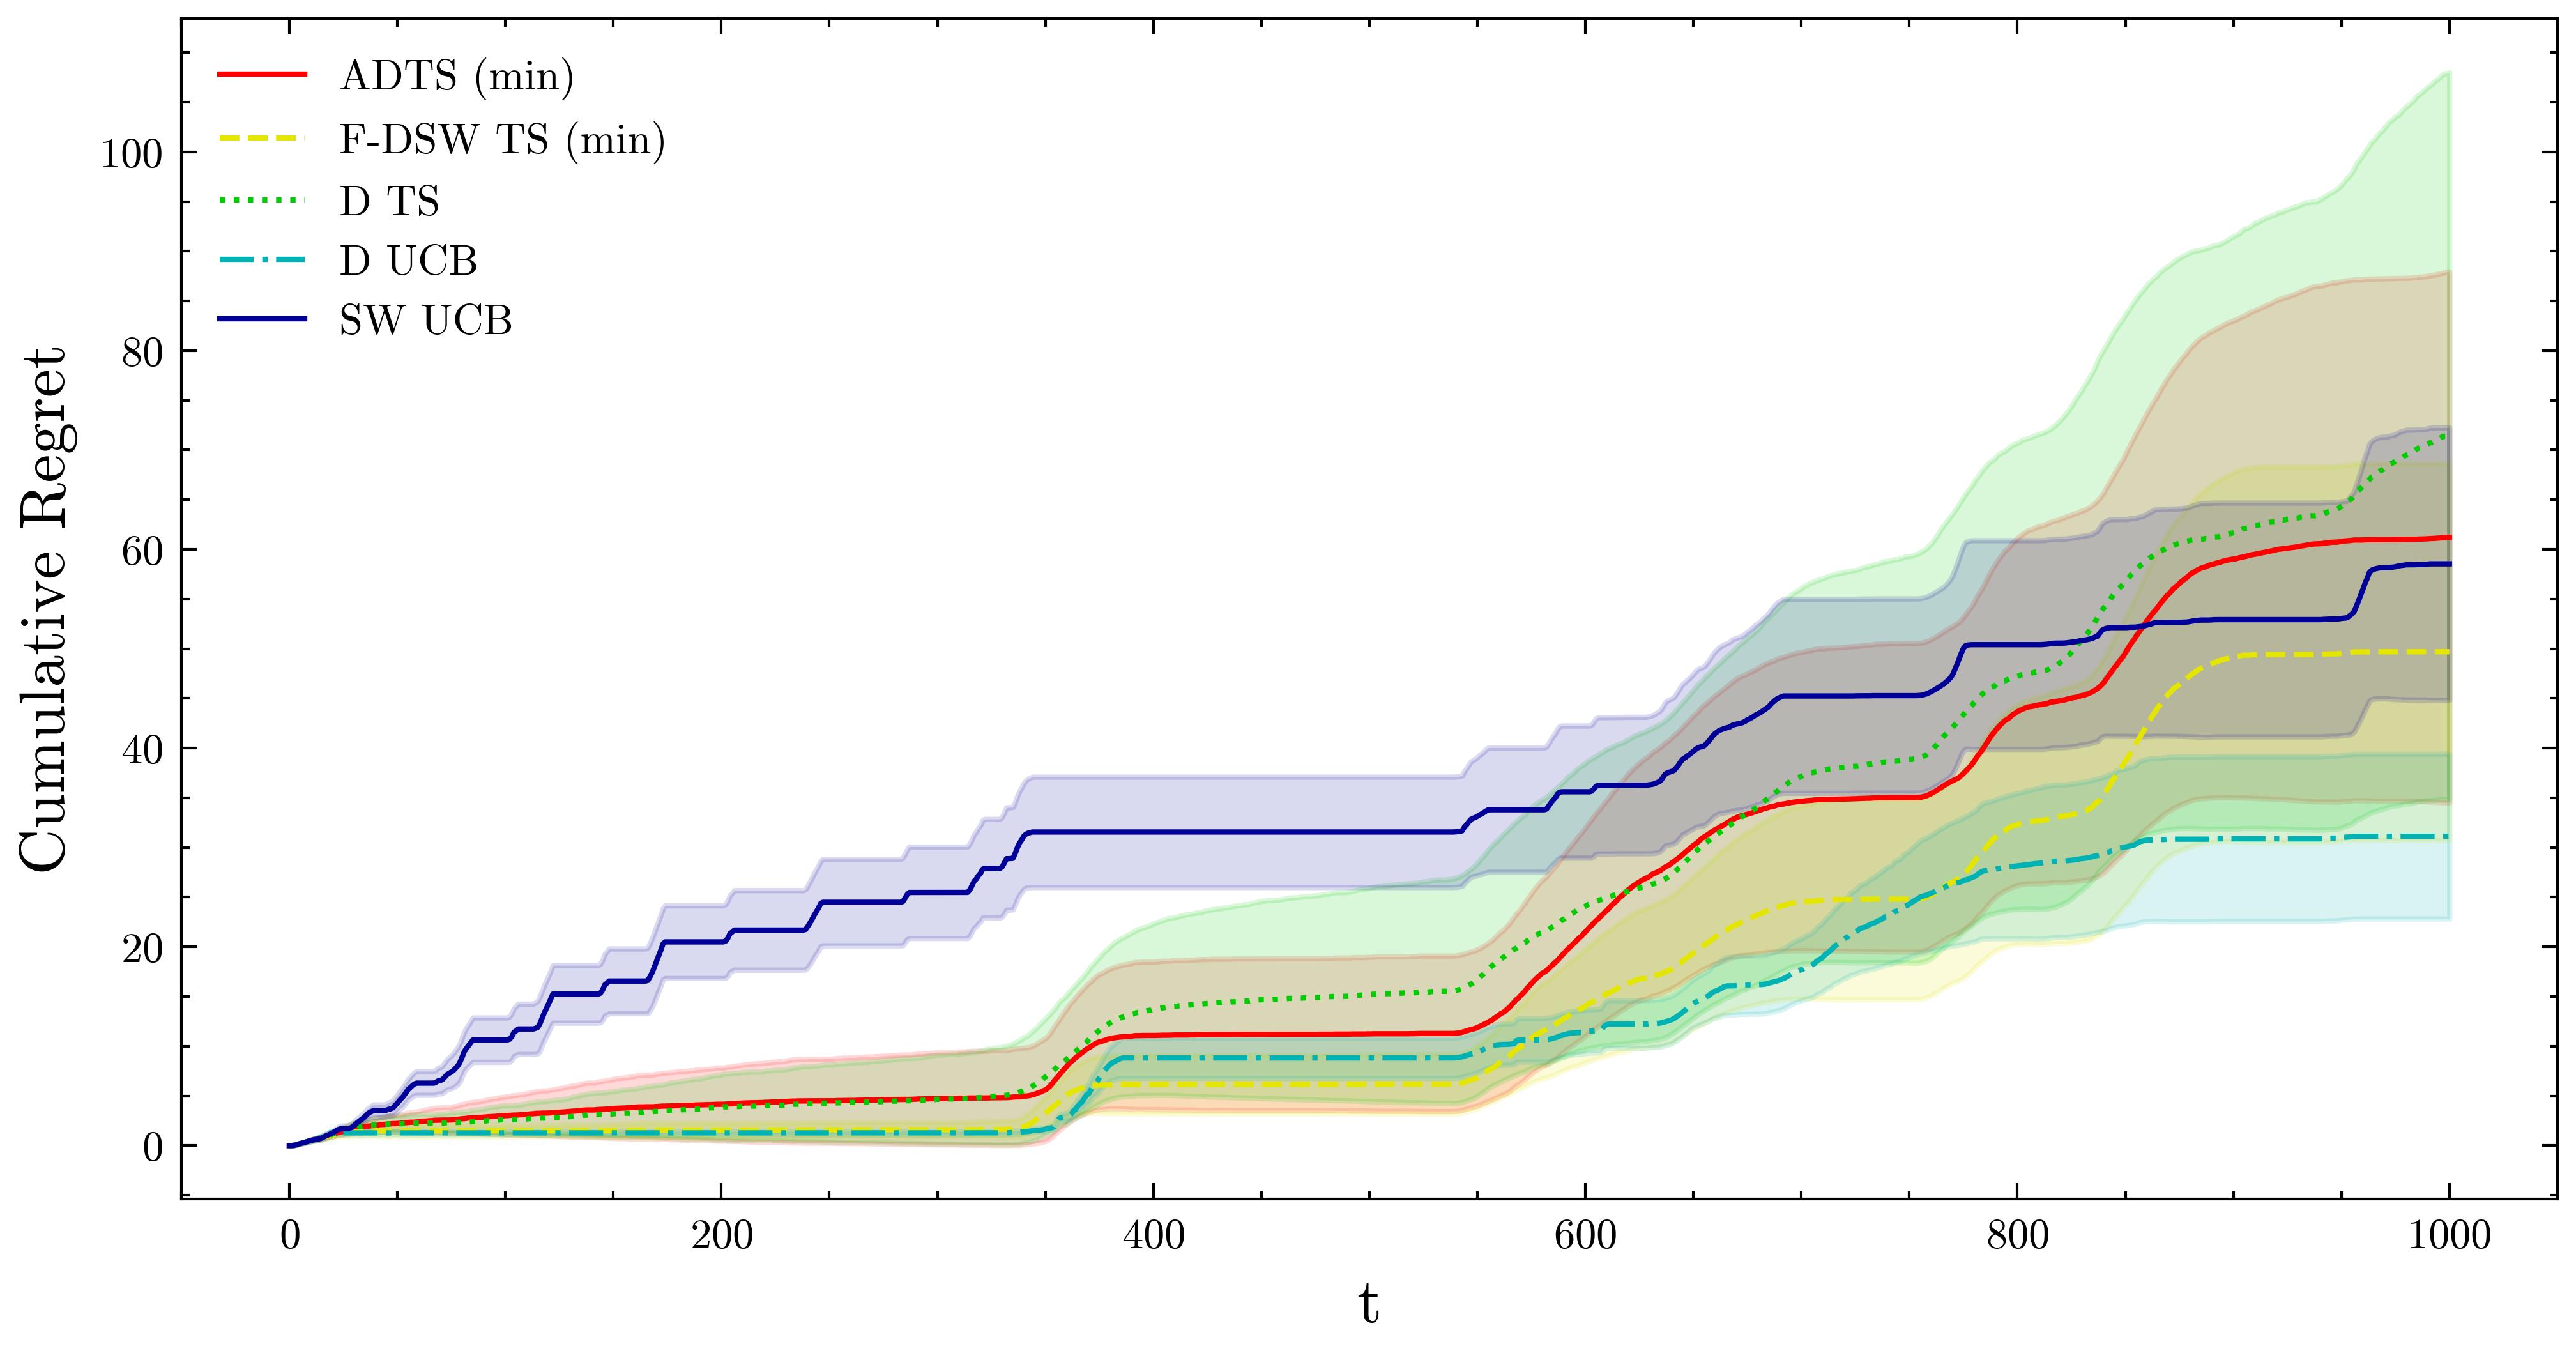 ADTS (min)
F-DSW TS (min)
D TS
D UCB
SW UCB
Cumulative Regret
100
80
60
40
20
0
0 200 400 600 800 1000
t